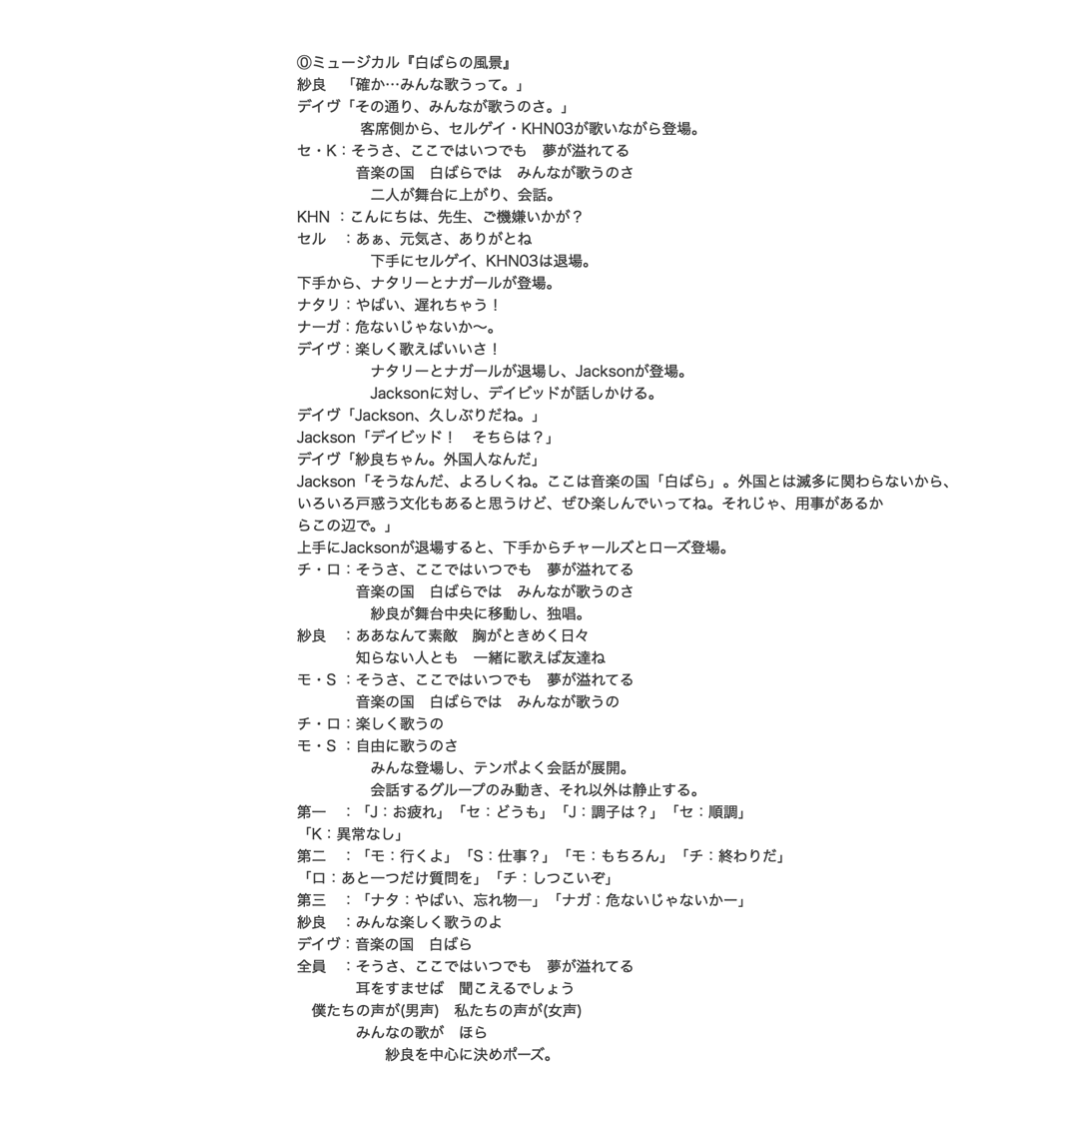 ⓪ミュージカル『白ばらの風景』
紗良　「確か…みんな歌うって。」
デイヴ「その通り、みんなが歌うのさ。」
客席側から、セルゲイ・KHN03が歌いながら登場。
セ・K：そうさ、ここではいつでも　夢が溢れてる
音楽の国　白ばらでは　みんなが歌うのさ
二人が舞台に上がり、会話。
KHN ：こんにちは、先生、ご機嫌いかが？
セル　：あぁ、元気さ、ありがとね
下手にセルゲイ、KHN03は退場。
下手から、ナタリーとナガールが登場。
ナタリ：やばい、遅れちゃう！
ナーガ：危ないじゃないか〜。
デイヴ：楽しく歌えばいいさ！
ナタリーとナガールが退場し、Jacksonが登場。
Jacksonに対し、デイビッドが話しかける。
デイヴ「Jackson、久しぶりだね。」
Jackson「デイビッド！　そちらは？」
デイヴ「紗良ちゃん。外国人なんだ」
Jackson「そうなんだ、よろしくね。ここは音楽の国「白ばら」。外国とは滅多に関わらないから、
いろいろ戸惑う文化もあると思うけど、ぜひ楽しんでいってね。それじゃ、用事があるか
らこの辺で。」
上手にJacksonが退場すると、下手からチャールズとローズ登場。
チ・ロ：そうさ、ここではいつでも　夢が溢れてる
音楽の国　白ばらでは　みんなが歌うのさ
紗良が舞台中央に移動し、独唱。
紗良　：ああなんて素敵　胸がときめく日々
知らない人とも　一緒に歌えば友達ね
モ・S ：そうさ、ここではいつでも　夢が溢れてる
音楽の国　白ばらでは　みんなが歌うの
チ・ロ：楽しく歌うの
モ・S ：自由に歌うのさ
みんな登場し、テンポよく会話が展開。
会話するグループのみ動き、それ以外は静止する。
第一　：「J：お疲れ」「セ：どうも」「J：調子は？」「セ：順調」
「K：異常なし」
第二　：「モ：行くよ」「S：仕事？」「モ：もちろん」「チ：終わりだ」
「ロ：あと一つだけ質問を」「チ：しつこいぞ」
第三　：「ナタ：やばい、忘れ物―」「ナガ：危ないじゃないかー」
紗良　：みんな楽しく歌うのよ
デイヴ：音楽の国　白ばら
全員　：そうさ、ここではいつでも　夢が溢れてる
耳をすませば　聞こえるでしょう
僕たちの声が(男声)　私たちの声が(女声)
みんなの歌が　ほら
紗良を中心に決めポーズ。